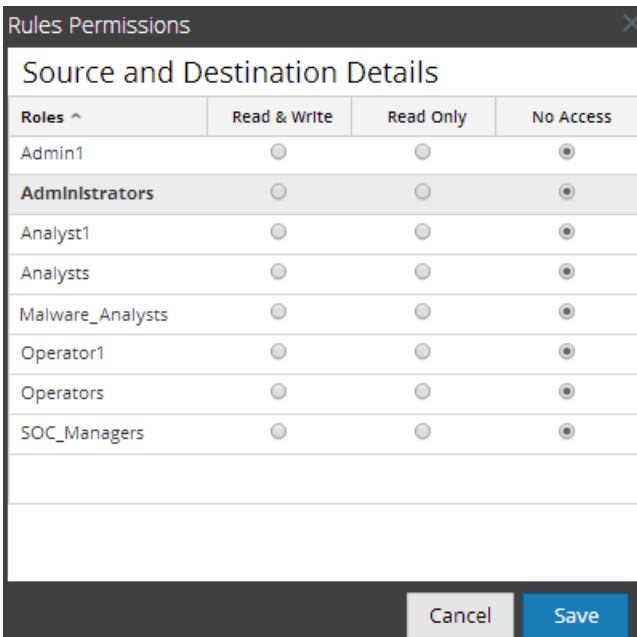 Rules Permissions
Source and Destination Details
Roles Read & Write Read Only No Access
Admin1
Administrators
Analyst1
Analysts
Malware_Analysts
Operator1
Operators
SOC_Managers
Cancel Save